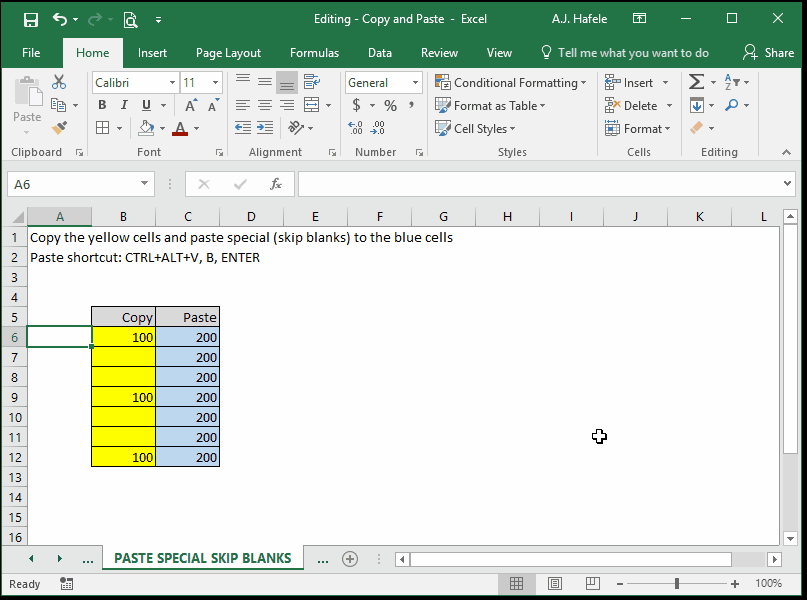 Editing - Copy and Paste - Excel A.J. Hafele
File Home Insert Page Layout Formulas Data Review View Tell me what you want to do Share
Calibri 11 General Conditional Formatting Insert
Paste B I U A A $ % , Format as Table Delete
A Cell Styles Format
Clipboard Font Alignment Number Styles Cells Editing
A6 fx
A B C D E F G H I J K L
1 Copy the yellow cells and paste special (skip blanks) to the blue cells
2 Paste shortcut: CTRL+ALT+V, B, ENTER
3
4
5 Copy Paste
6 100 200
7 200
8 200
9 100 200
10 200
11 200
12 100 200
13
14
15
16
... PASTE SPECIAL SKIP BLANKS ...
Ready 100%